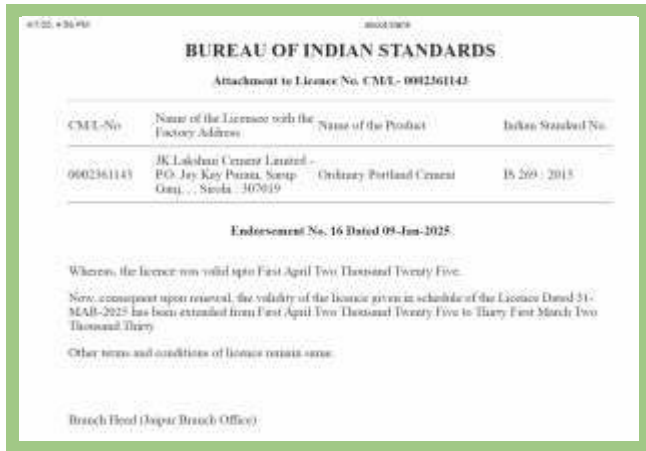 BUREAU OF INDIAN STANDARDS
Attachment to Licence No. CM/L- 0002361143
CM/L-No
Name of the Licensee with the Factory Address
Name of the Product
Indian Standard No.
0002361143
JK Lakshmi Cement Limited -
P.O. Jay Kay Puram,
Ganj, . , Sirohi 307019
Ordinary Portland Cement
IS 269 : 2015
Endorsement No. 16 Dated 09-Jan-2025
Whereas, the licence was valid upto First April Two Thousand Twenty Five.
Now, consequent upon renewal, the validity of the licence given in schedule of the Licence Dated 31-
MAR-2025 has been extended from First April Two Thousand Twenty Five to Thirty First March Two
Thousand Thirty
Other terms and conditions of licence remain same.
Branch Head (Jaipur Branch Office)